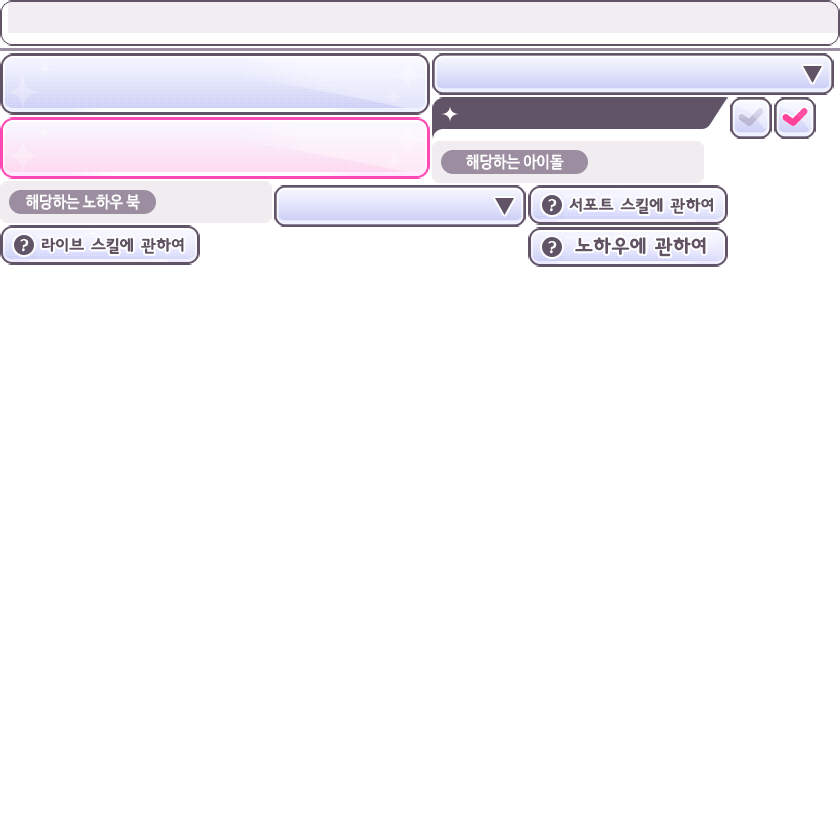 해당하는 아이돌
해당하는 노하우 북
? 서포트 스킬에 관하여
? 라이브 스킬에 관하여
? 노하우에 관하여